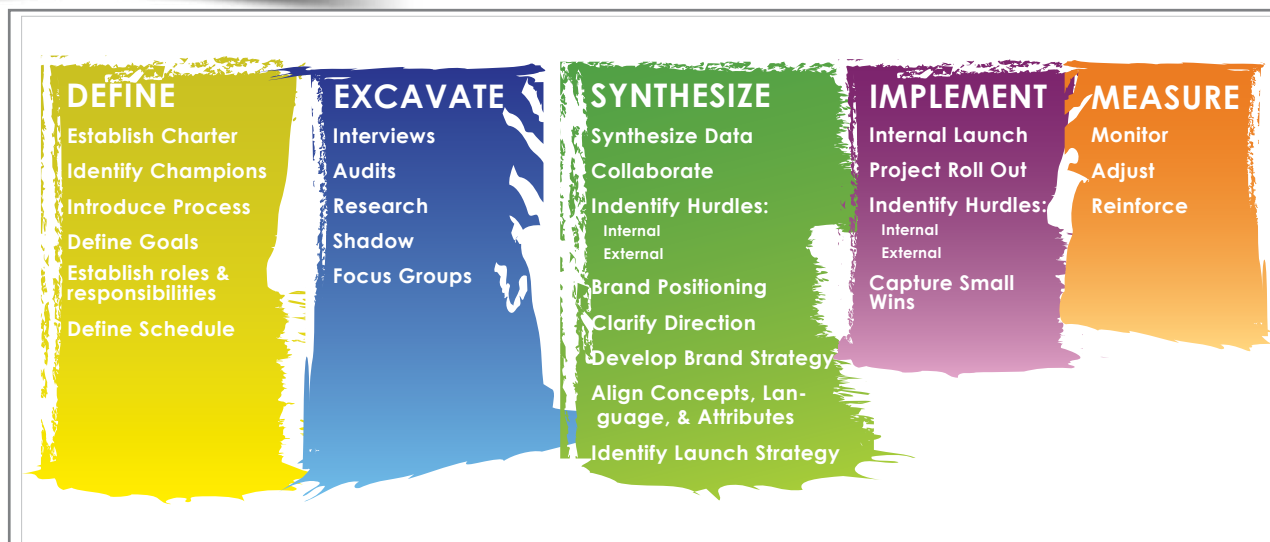 DEFINE
Establish Charter
Identify Champions
Introduce Process
Define Goals
Establish roles &
responsibilities
Define Schedule
EXCAVATE
Interviews
Audits
Research
Shadow
Focus Groups
SYNTHESIZE
Synthesize Data
Collaborate
Indentify Hurdles:
Internal
External
Brand Positioning
Clarify Direction
Develop Brand Strategy
Align Concepts, Lan-
guage, & Attributes
Identify Launch Strategy
IMPLEMENT
Internal Launch
Project Roll Out
Indentify Hurdles:
Internal
External
Capture Small
Wins
MEASURE
Monitor
Adjust
Reinforce